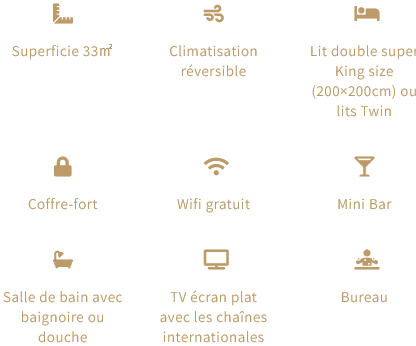 Superficie 33㎡
Climatisation
réversible
Lit double super
King size
(200×200cm) ou
lits Twin
Coffre-fort
Wifi gratuit
Mini Bar
Salle de bain avec
baignoire ou
douche
TV écran plat
avec les chaînes
internationales
Bureau